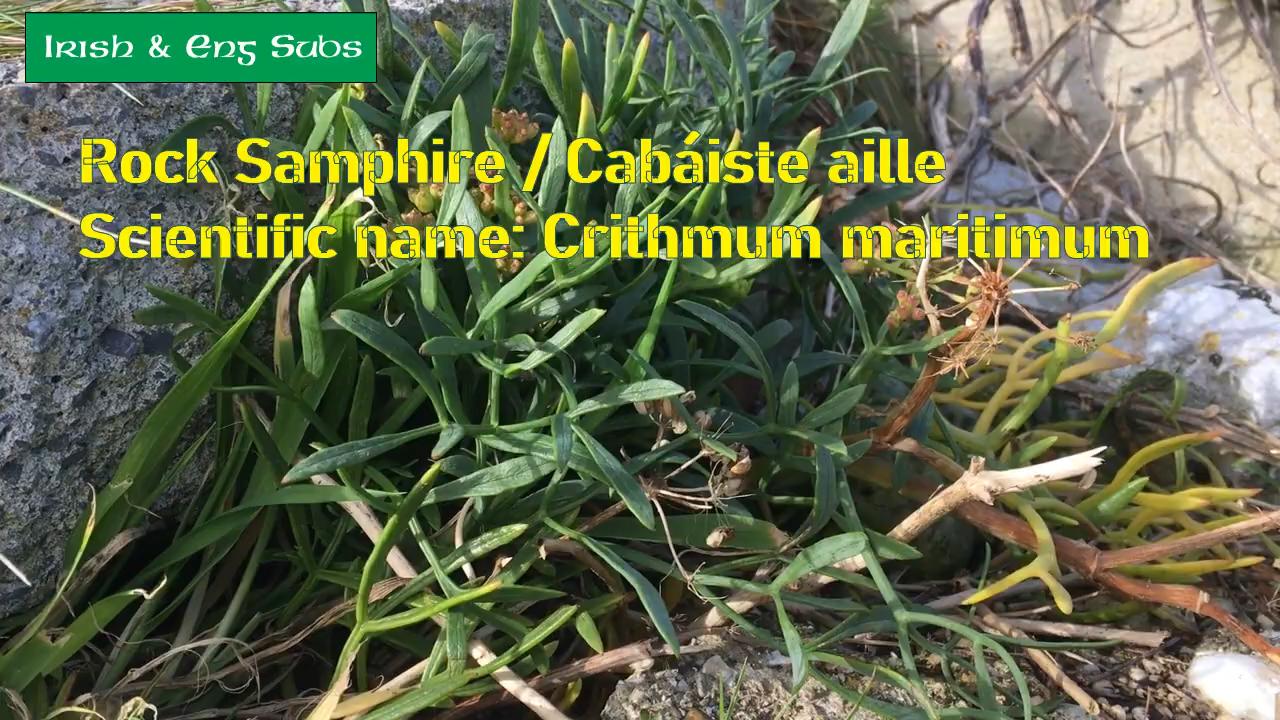 Irish & Eng Subs
Rock Samphire / Cabáiste aille
Scientific name: Crithmum maritimum